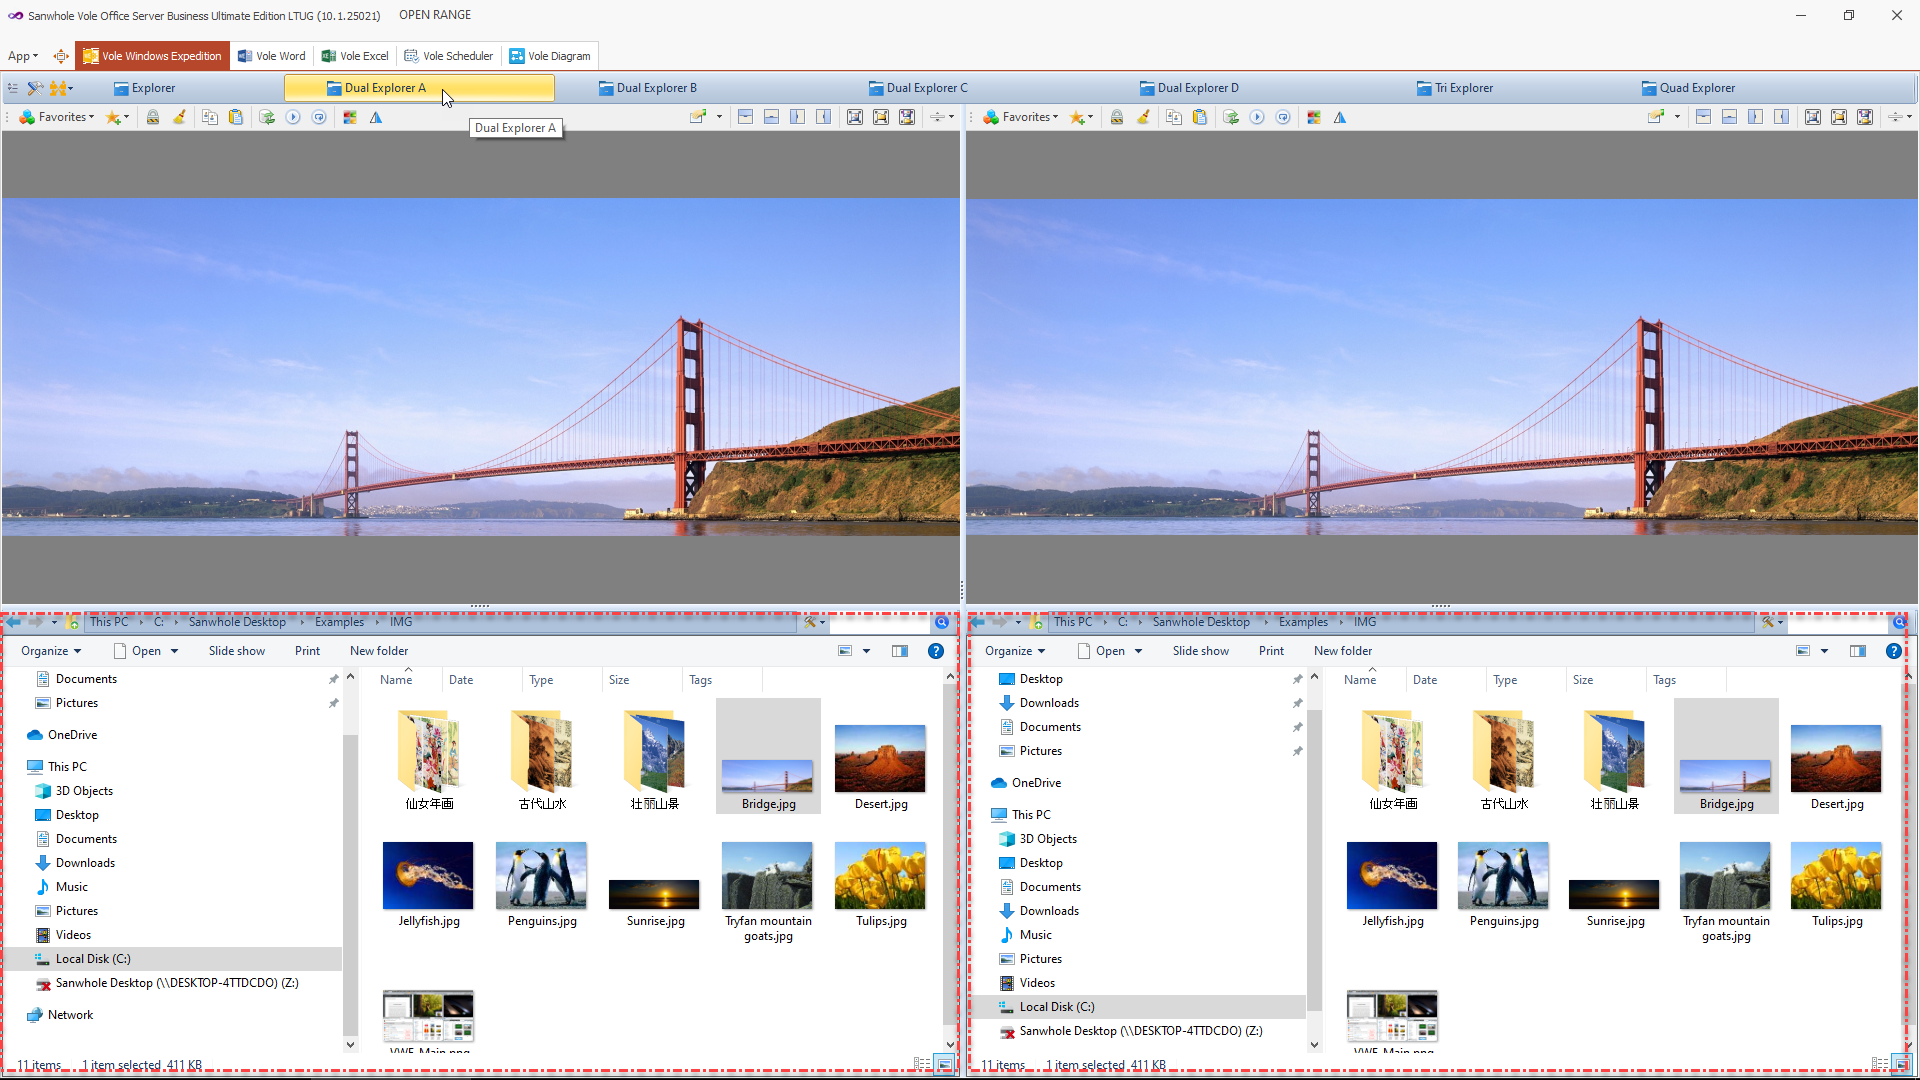 Sanwhole Vole Office Server Business Ultimate Edition LTUG (10.1.25021) OPEN RANGE
App Vole Windows Expedition Vole Word Vole Excel Vole Scheduler Vole Diagram
Explorer Dual Explorer A Dual Explorer B Dual Explorer C Dual Explorer D Tri Explorer Quad Explorer
Favorites Favorites
Dual Explorer A
This PC C: Sanwhole Desktop Examples IMG
Organize Open Slide show Print New folder
Documents
Pictures
OneDrive
This PC
3D Objects
Desktop
Documents
Downloads
Music
Pictures
Videos
Local Disk (C:)
Sanwhole Desktop (\\DESKTOP-4TTDCDO) (Z:)
Network
Name Date Type Size Tags
仙女年画 古代山水 壮丽山景 Bridge.jpg Desert.jpg
Jellyfish.jpg Penguins.jpg Sunrise.jpg Tryfan mountain goats.jpg Tulips.jpg
VWE-Main.png
11 items 1 item selected 411 KB
This PC C: Sanwhole Desktop Examples IMG
Organize Open Slide show Print New folder
Desktop
Downloads
Documents
Pictures
OneDrive
This PC
3D Objects
Desktop
Documents
Downloads
Music
Pictures
Videos
Local Disk (C:)
Sanwhole Desktop (\\DESKTOP-4TTDCDO) (Z:)
Name Date Type Size Tags
仙女年画 古代山水 壮丽山景 Bridge.jpg Desert.jpg
Jellyfish.jpg Penguins.jpg Sunrise.jpg Tryfan mountain goats.jpg Tulips.jpg
VWE-Main.png
11 items 1 item selected 411 KB